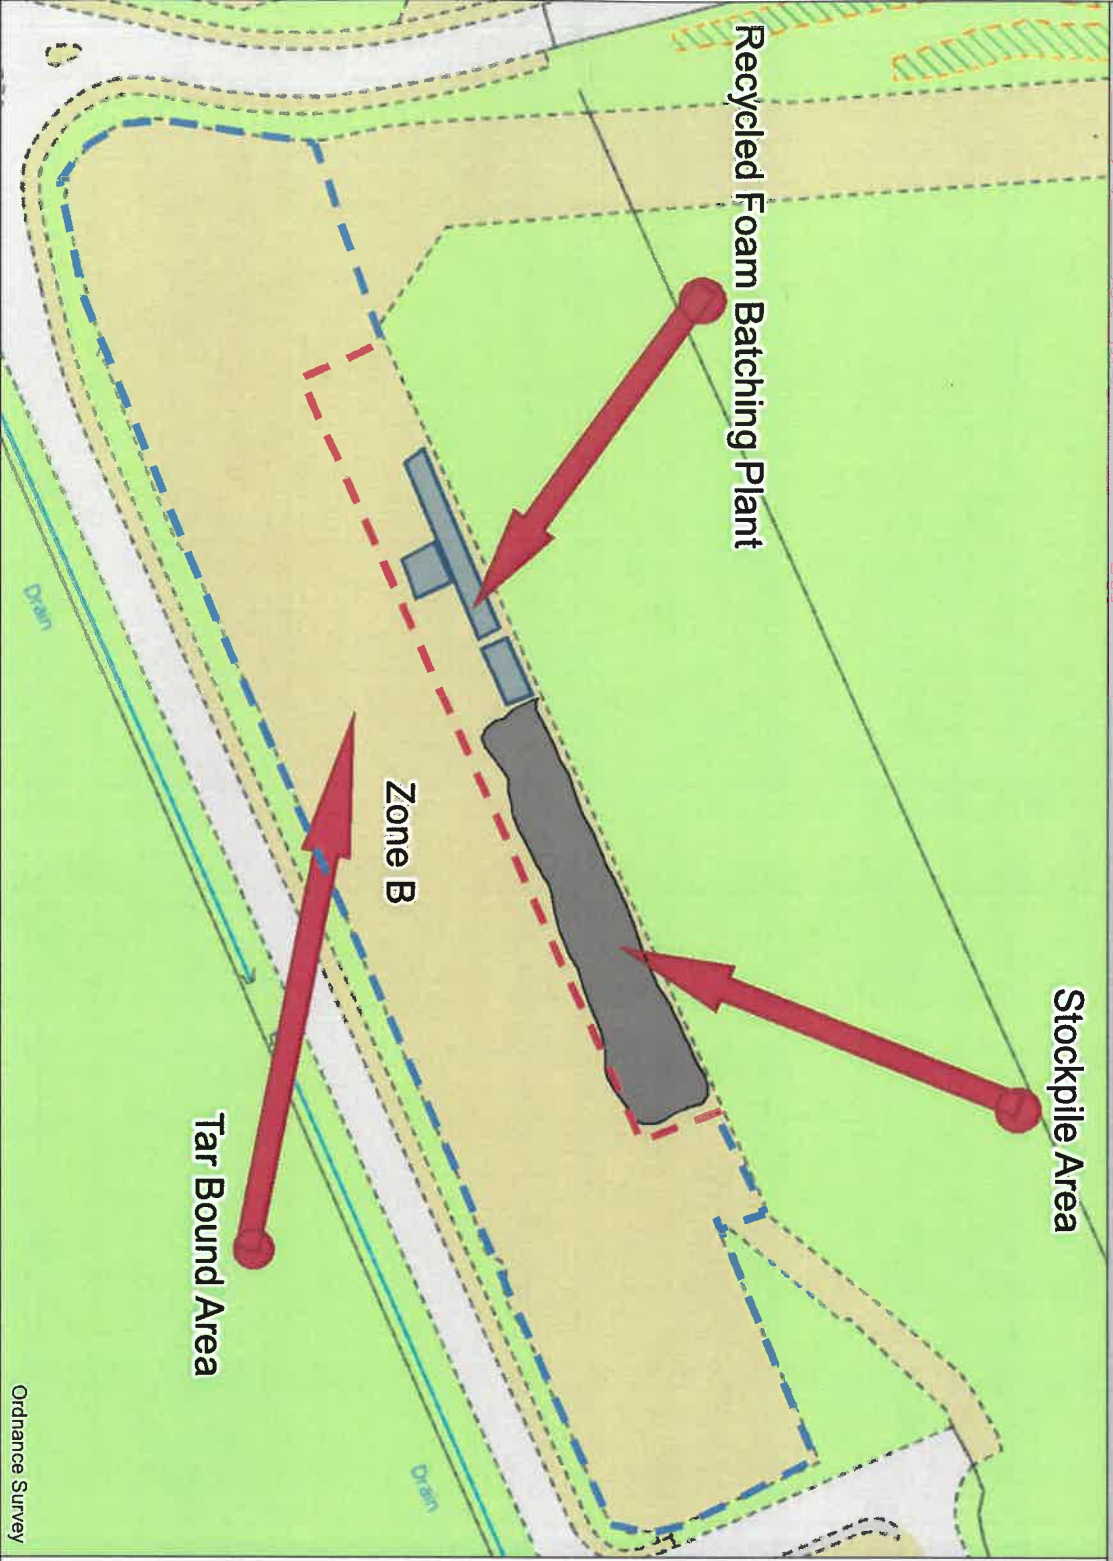 Recycled Foam Batching Plant
Stockpile Area
Zone B
Tar Bound Area
Drain
Drain
Ordnance Survey